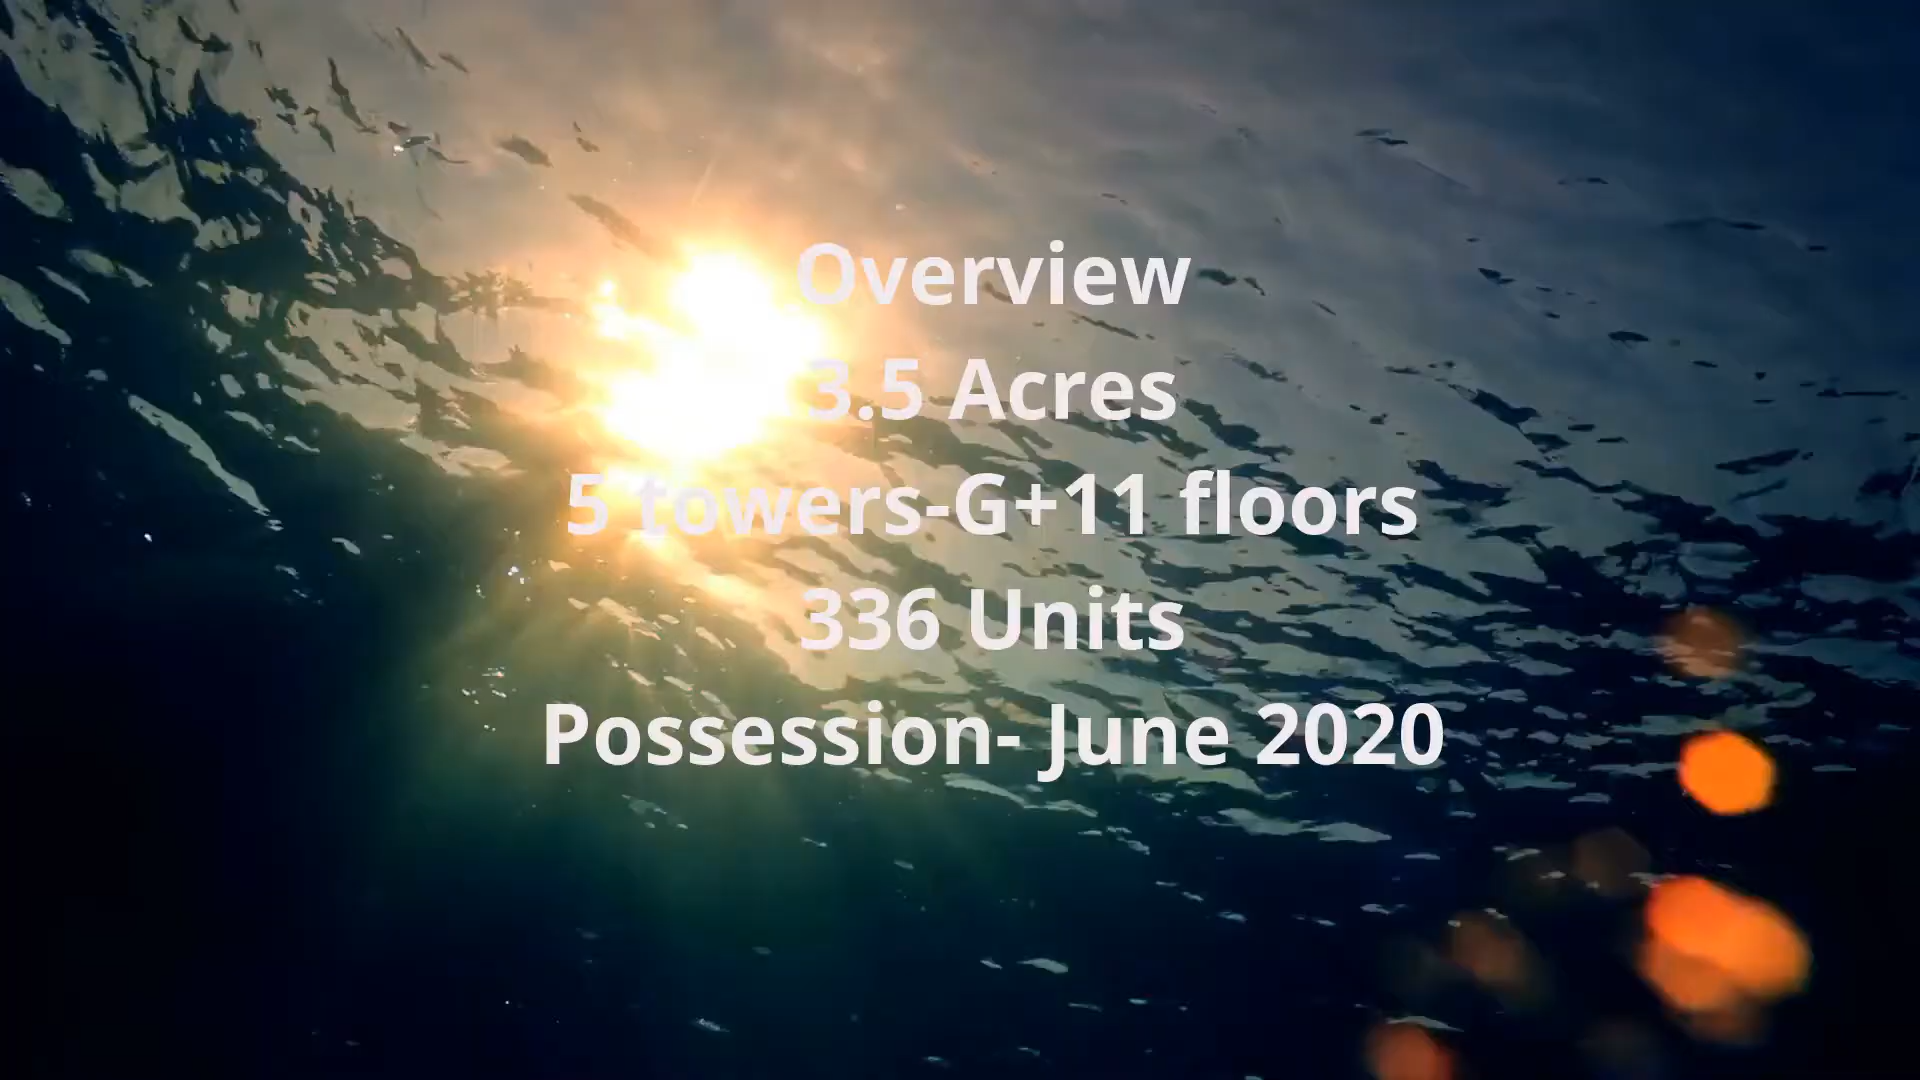 Overview
3.5 Acres
5 towers-G+11 floors
336 Units
Possession- June 2020